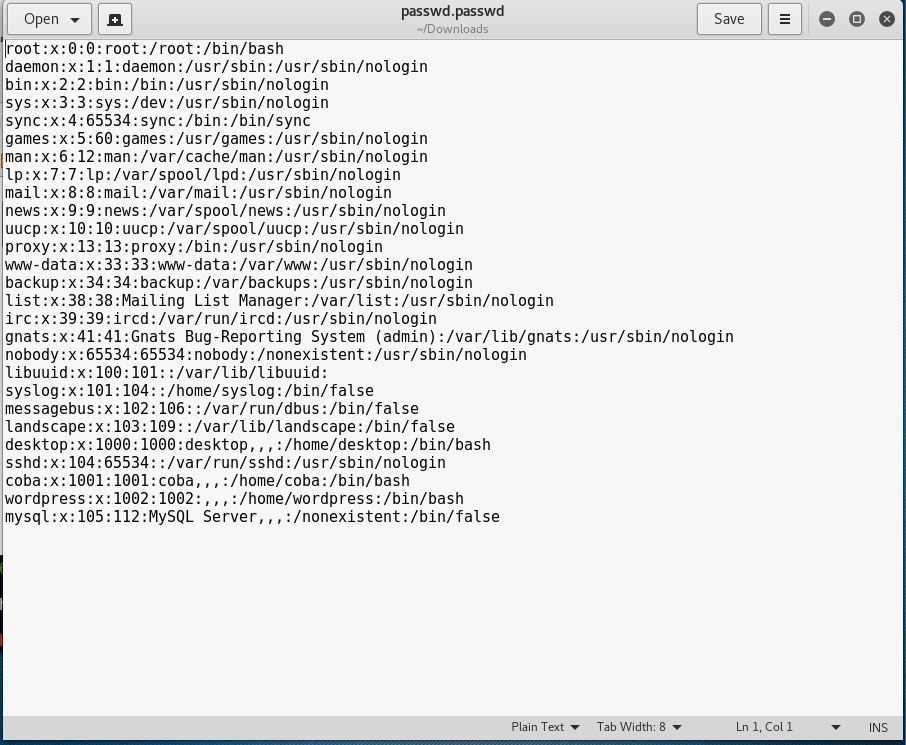 Open
passwd.passwd
~/Downloads
Save
root:x:0:0:root:/root:/bin/bash
daemon:x:1:1:daemon:/usr/sbin:/usr/sbin/nologin
bin:x:2:2:bin:/bin:/usr/sbin/nologin
sys:x:3:3:sys:/dev:/usr/sbin/nologin
sync:x:4:65534:sync:/bin:/bin/sync
games:x:5:60:games:/usr/games:/usr/sbin/nologin
man:x:6:12:man:/var/cache/man:/usr/sbin/nologin
lp:x:7:7:lp:/var/spool/lpd:/usr/sbin/nologin
mail:x:8:8:mail:/var/mail:/usr/sbin/nologin
news:x:9:9:news:/var/spool/news:/usr/sbin/nologin
uucp:x:10:10:uucp:/var/spool/uucp:/usr/sbin/nologin
proxy:x:13:13:proxy:/bin:/usr/sbin/nologin
www-data:x:33:33:www-data:/var/www:/usr/sbin/nologin
backup:x:34:34:backup:/var/backups:/usr/sbin/nologin
list:x:38:38:Mailing List Manager:/var/list:/usr/sbin/nologin
irc:x:39:39:ircd:/var/run/ircd:/usr/sbin/nologin
gnats:x:41:41:Gnats Bug-Reporting System (admin):/var/lib/gnats:/usr/sbin/nologin
nobody:x:65534:65534:nobody:/nonexistent:/usr/sbin/nologin
libuuid:x:100:101::/var/lib/libuuid:
syslog:x:101:104::/home/syslog:/bin/false
messagebus:x:102:106::/var/run/dbus:/bin/false
landscape:x:103:109::/var/lib/landscape:/bin/false
desktop:x:1000:1000:desktop,,,:/home/desktop:/bin/bash
sshd:x:104:65534::/var/run/sshd:/usr/sbin/nologin
coba:x:1001:1001:coba,,,:/home/coba:/bin/bash
wordpress:x:1002:1002:,,,:/home/wordpress:/bin/bash
mysql:x:105:112:MySQL Server,,,:/nonexistent:/bin/false
Plain Text
Tab Width: 8
Ln 1, Col 1
INS